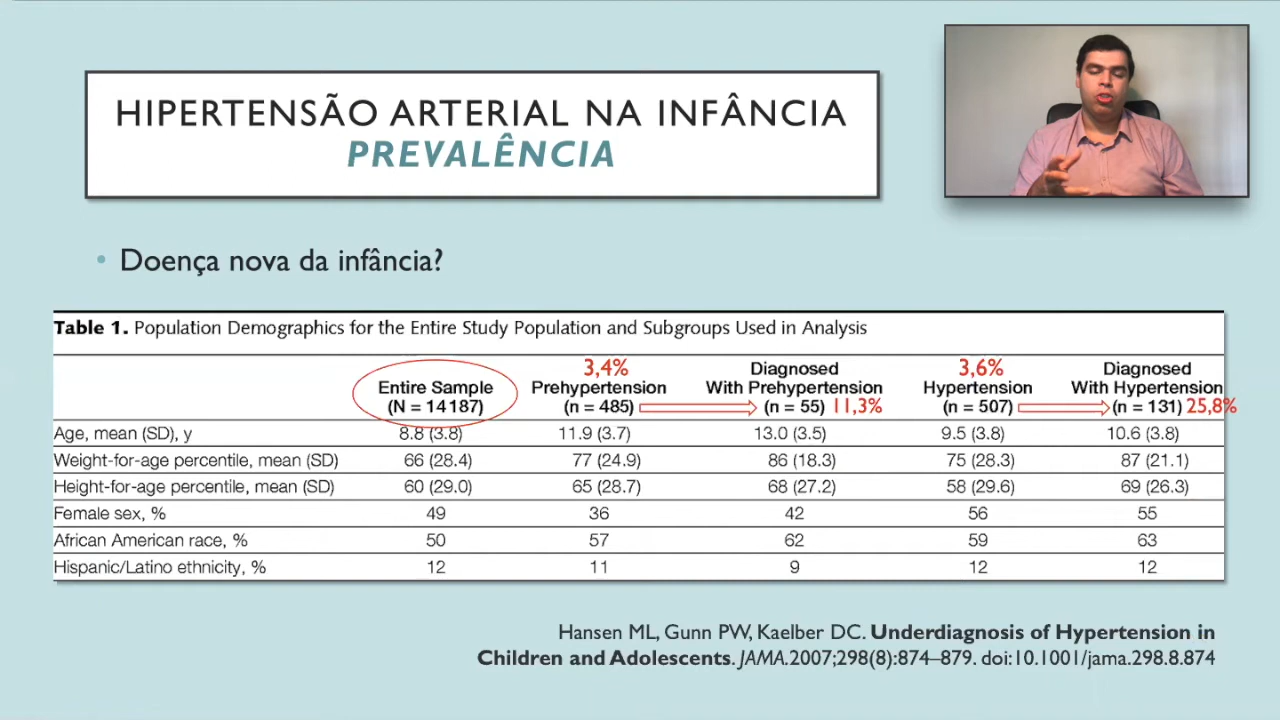 HIPERTENSÃO ARTERIAL NA INFÂNCIA
PREVALÊNCIA
• Doença nova da infância?
Table 1. Population Demographics for the Entire Study Population and Subgroups Used in Analysis
Entire Sample (N = 14 187) 3,4% Prehypertension (n = 485) Diagnosed With Prehypertension (n = 55) 11,3% 3,6% Hypertension (n = 507) Diagnosed With Hypertension (n = 131) 25,8%
Age, mean (SD), y 8.8 (3.8) 11.9 (3.7) 13.0 (3.5) 9.5 (3.8) 10.6 (3.8)
Weight-for-age percentile, mean (SD) 66 (28.4) 77 (24.9) 86 (18.3) 75 (28.3) 87 (21.1)
Height-for-age percentile, mean (SD) 60 (29.0) 65 (28.7) 68 (27.2) 58 (29.6) 69 (26.3)
Female sex, % 49 36 42 56 55
African American race, % 50 57 62 59 63
Hispanic/Latino ethnicity, % 12 11 9 12 12
Hansen ML, Gunn PW, Kaelber DC. Underdiagnosis of Hypertension in
Children and Adolescents. JAMA.2007;298(8):874–879. doi:10.1001/jama.298.8.874